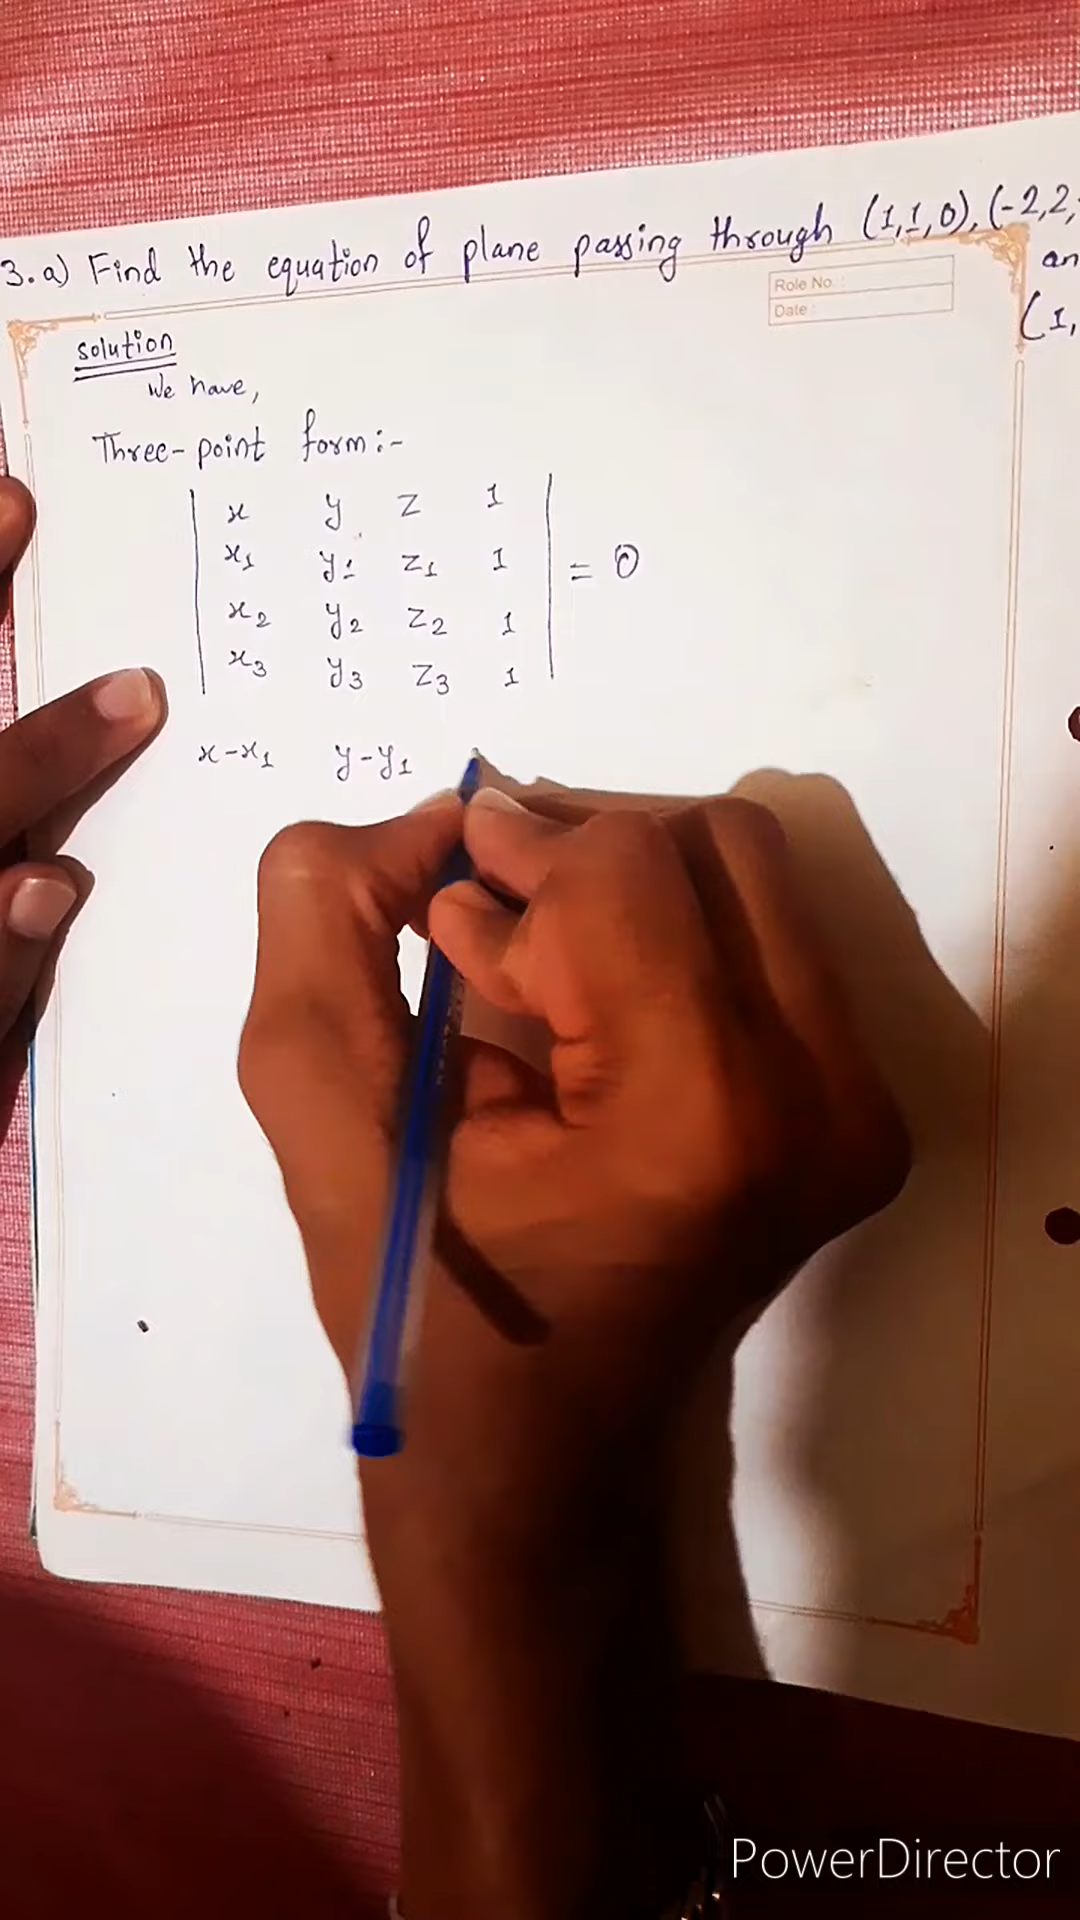 3. a) Find the equation of plane passing through (1,1,0), (-2,2,
an
(1,
Role No. :
Date :
solution
We have,
Three-point form:-
x y z 1
x1 y1 z1 1
x2 y2 z2 1
x3 y3 z3 1
= 0
x-x1 y-y1
PowerDirector